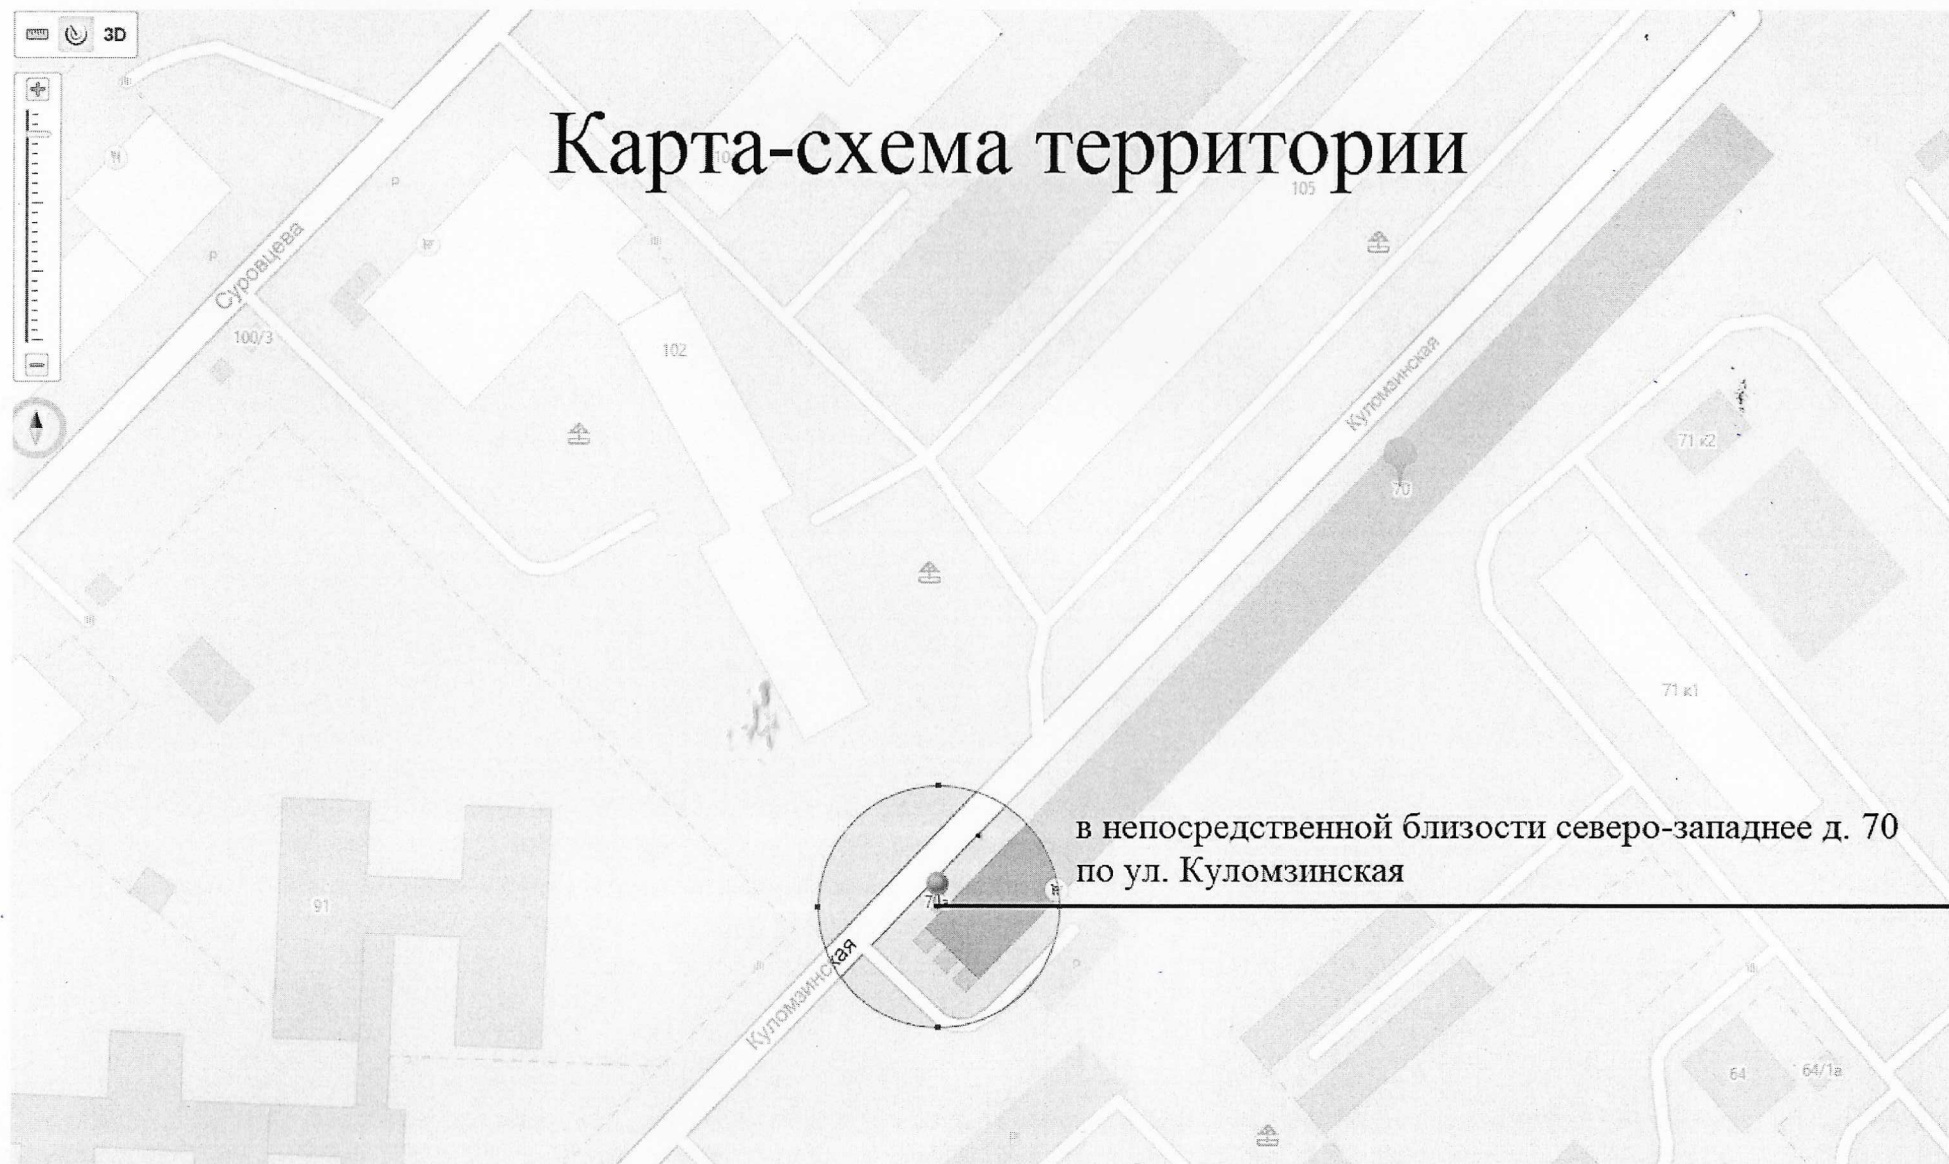 3D
Карта-схема территории
105
Суровцева
100/3
102
Куломзинская
71 к2
70
71 к1
в непосредственной близости северо-западнее д. 70
по ул. Куломзинская
70а
91
Куломзинская
64
64/1а